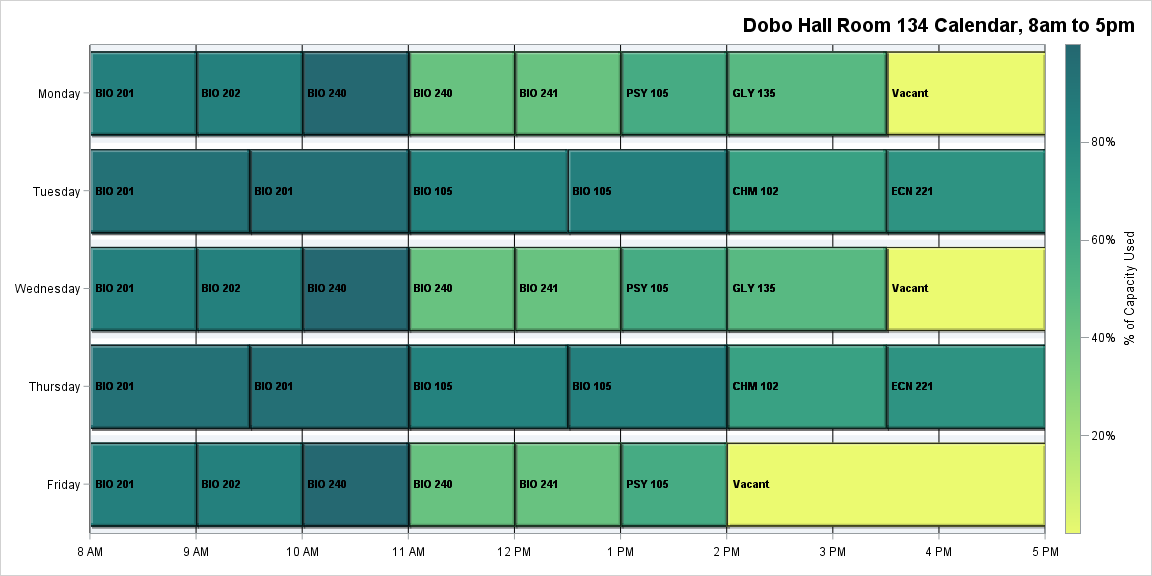 Dobo Hall Room 134 Calendar, 8am to 5pm
Monday
BIO 201
BIO 202
BIO 240
BIO 240
BIO 241
PSY 105
GLY 135
Vacant
Tuesday
BIO 201
BIO 201
BIO 105
BIO 105
CHM 102
ECN 221
Wednesday
BIO 201
BIO 202
BIO 240
BIO 240
BIO 241
PSY 105
GLY 135
Vacant
Thursday
BIO 201
BIO 201
BIO 105
BIO 105
CHM 102
ECN 221
Friday
BIO 201
BIO 202
BIO 240
BIO 240
BIO 241
PSY 105
Vacant
8 AM
9 AM
10 AM
11 AM
12 PM
1 PM
2 PM
3 PM
4 PM
5 PM
80%
60%
40%
20%
% of Capacity Used